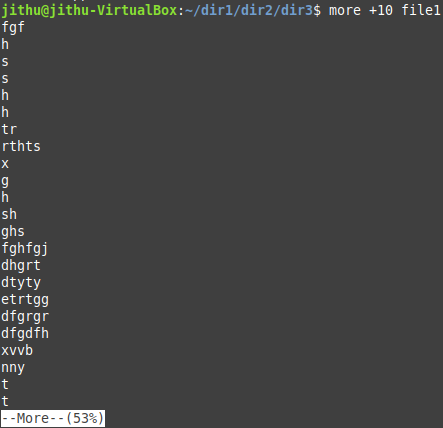 jithu@jithu-VirtualBox:~/dir1/dir2/dir3$ more +10 file1
fgf
h
s
s
h
h
tr
rthts
x
g
h
sh
ghs
fghfgj
dhgrt
dtyty
etrtgg
dfgrgr
dfgdfh
xvvb
nny
t
t
--More--(53%)